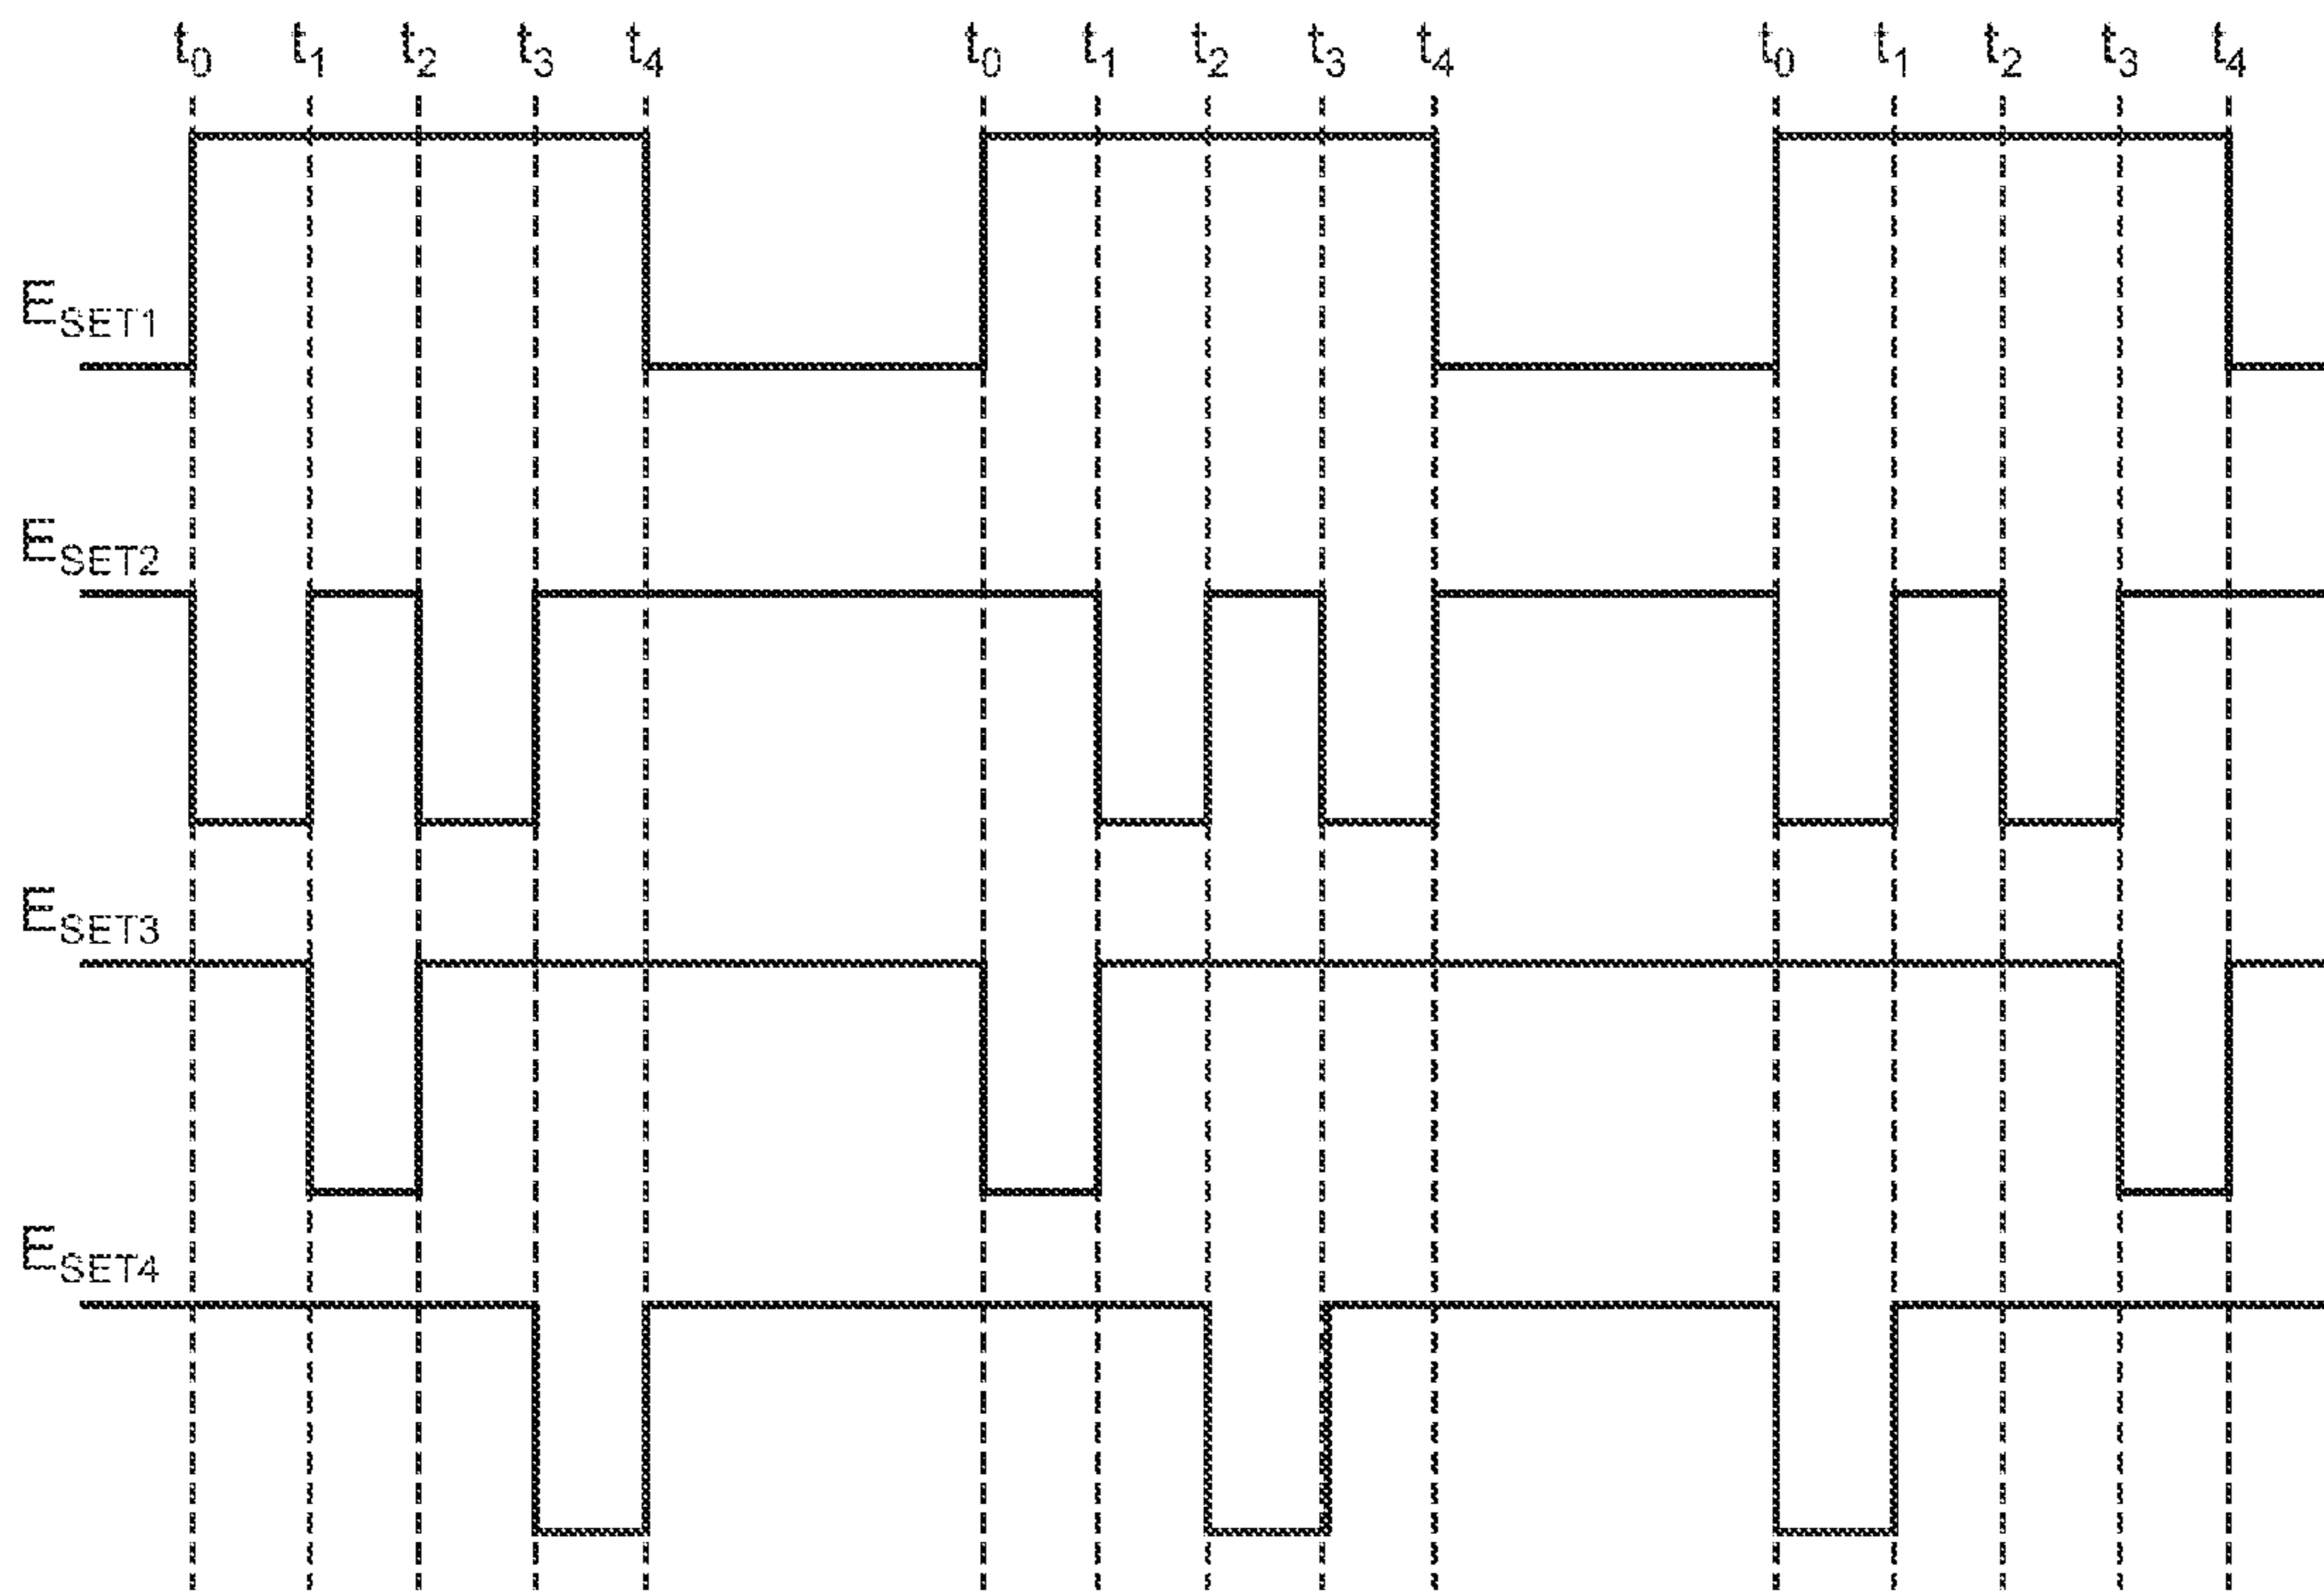 t0 t1 t2 t3 t4 t0 t1 t2 t3 t4 t0 t1 t2 t3 t4
ESET1
ESET2
ESET3
ESET4